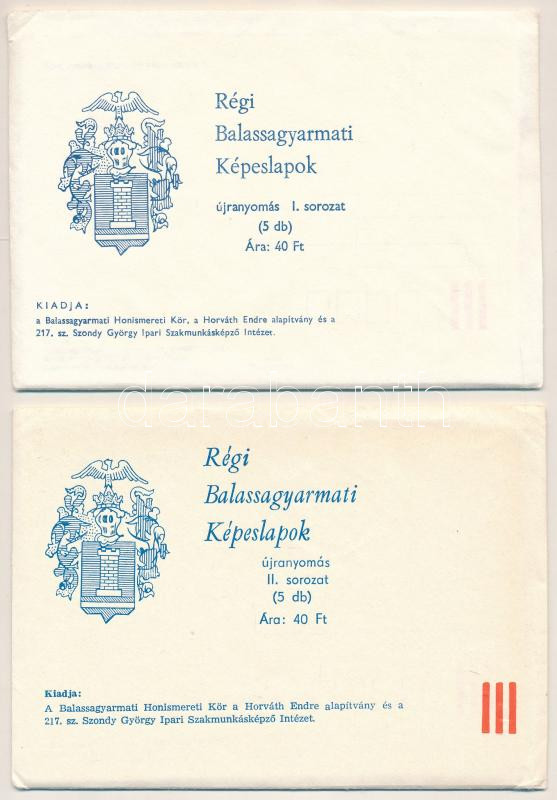 Régi
Balassagyarmati
Képeslapok
újranyomás I. sorozat
(5 db)
Ára: 40 Ft
KIADJA:
a Balassagyarmati Honismereti Kör, a Horváth Endre alapítvány és a
217. sz. Szondy György Ipari Szakmunkásképző Intézet.
darabanth
Régi
Balassagyarmati
Képeslapok
újranyomás
II. sorozat
(5 db)
Ára: 40 Ft
Kiadja:
A Balassagyarmati Honismereti Kör a Horváth Endre alapítvány és a
217. sz. Szondy György Ipari Szakmunkásképző Intézet.